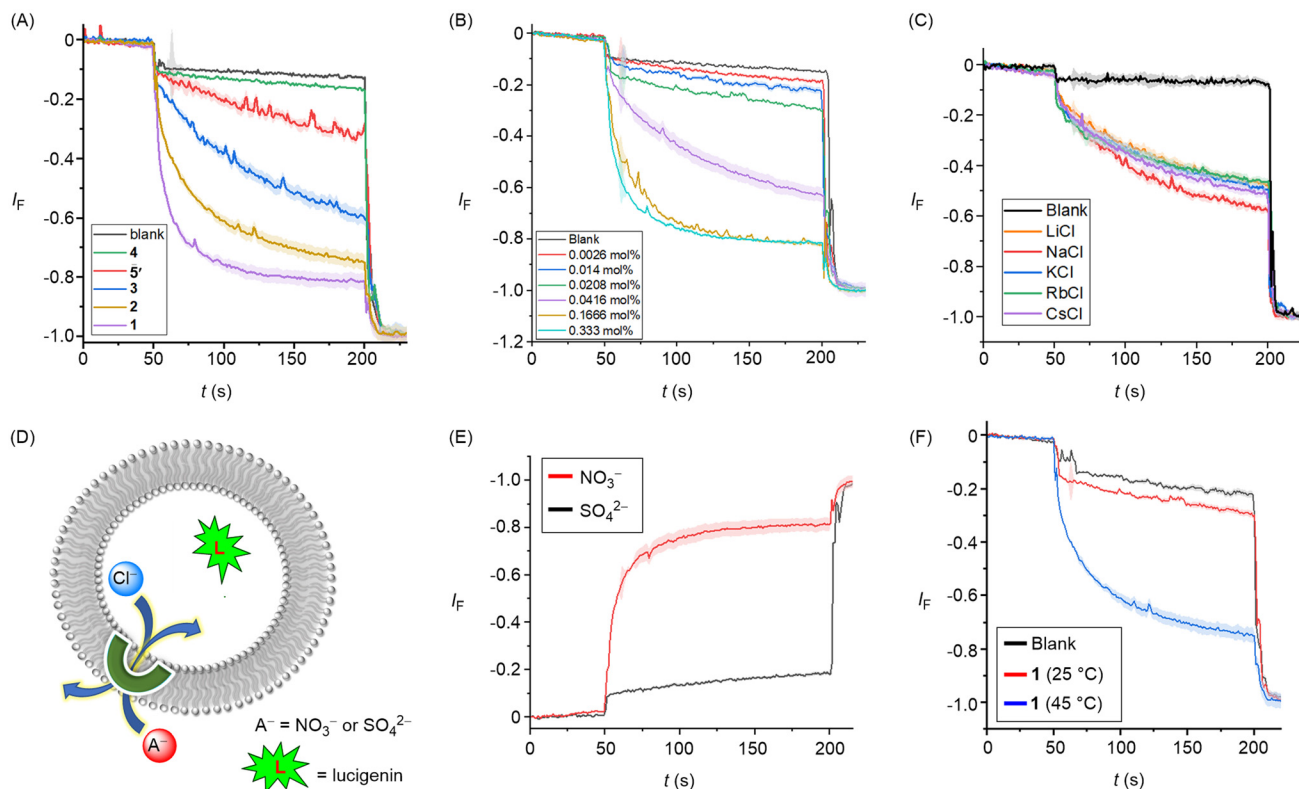 (A)
0
-0.2
-0.4
-0.6
-0.8
-1.0
I_F
blank
4
5′
3
2
1
0 50 100 150 200
t (s)
(B)
0
-0.2
-0.4
-0.6
-0.8
-1.0
-1.2
I_F
Blank
0.0026 mol%
0.014 mol%
0.0208 mol%
0.0416 mol%
0.1666 mol%
0.333 mol%
0 50 100 150 200
t (s)
(C)
0
-0.2
-0.4
-0.6
-0.8
-1.0
I_F
Blank
LiCl
NaCl
KCl
RbCl
CsCl
0 50 100 150 200
t (s)
(D)
L
Cl⁻
A⁻
A⁻ = NO₃⁻ or SO₄²⁻
L = lucigenin
(E)
-1.0
-0.8
-0.6
-0.4
-0.2
0
I_F
NO₃⁻
SO₄²⁻
0 50 100 150 200
t (s)
(F)
0
-0.2
-0.4
-0.6
-0.8
-1.0
I_F
Blank
1 (25 °C)
1 (45 °C)
0 50 100 150 200
t (s)